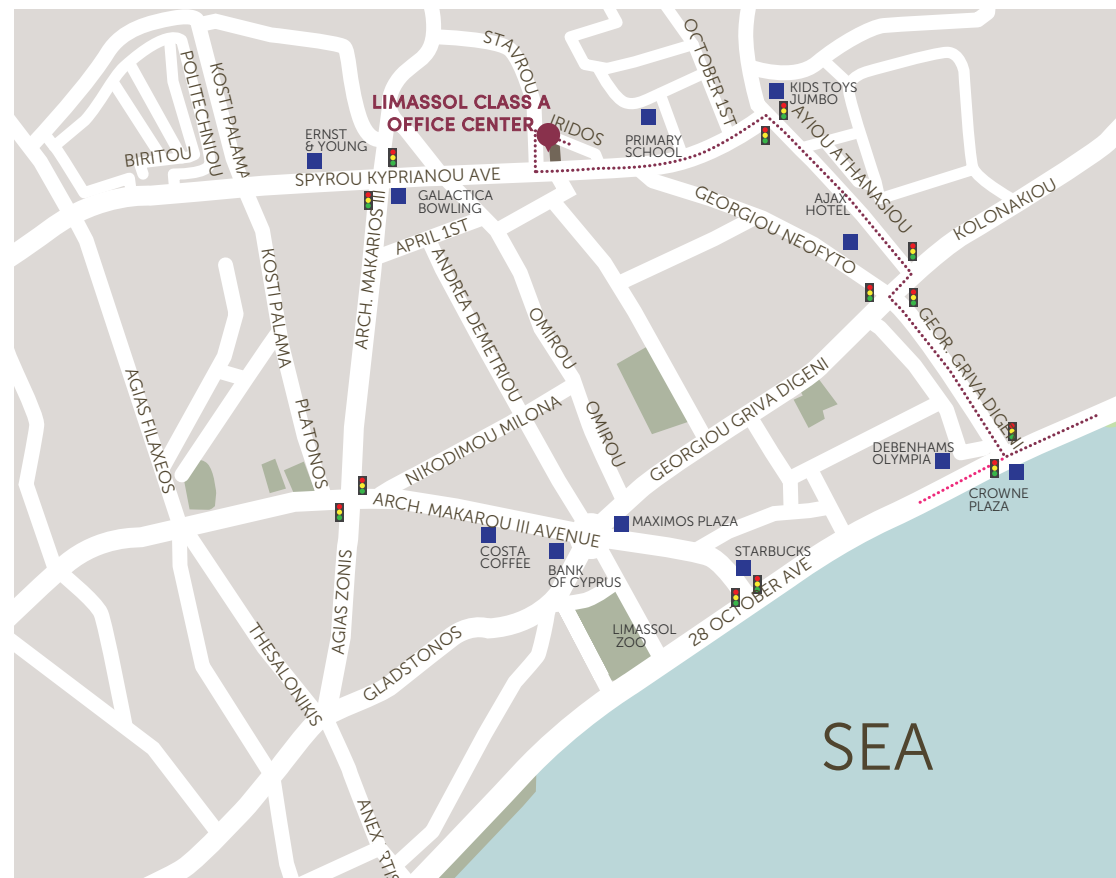 STAVROU
OCTOBER 1ST
POLITECHNIOU
KOSTI PALAMA
KIDS TOYS
JUMBO
LIMASSOL CLASS A
OFFICE CENTER
IRIDOS
AYIOU ATHANASIOU
ERNST
& YOUNG
PRIMARY
SCHOOL
BIRITOU
SPYROU KYPRIANOU AVE
GALACTICA
BOWLING
AJAX
HOTEL
KOLONAKIOU
GEORGIOU NEOFYTO
APRIL 1ST
ARCH. MAKARIOS III
KOSTI PALAMA
ANDREA DEMETRIOU
OMIROU
GEOR. GRIVA DIGENI
AGIAS FILAXEOS
PLATONOS
NIKODIMOU MILONA
OMIROU
GEORGIOU GRIVA DIGENI
DEBENHAMS
OLYMPIA
CROWNE
PLAZA
ARCH. MAKAROU III AVENUE
MAXIMOS PLAZA
COSTA
COFFEE
BANK
OF CYPRUS
STARBUCKS
28 OCTOBER AVE
AGIAS ZONIS
LIMASSOL
ZOO
THESALONIKIS
GLADSTONOS
SEA